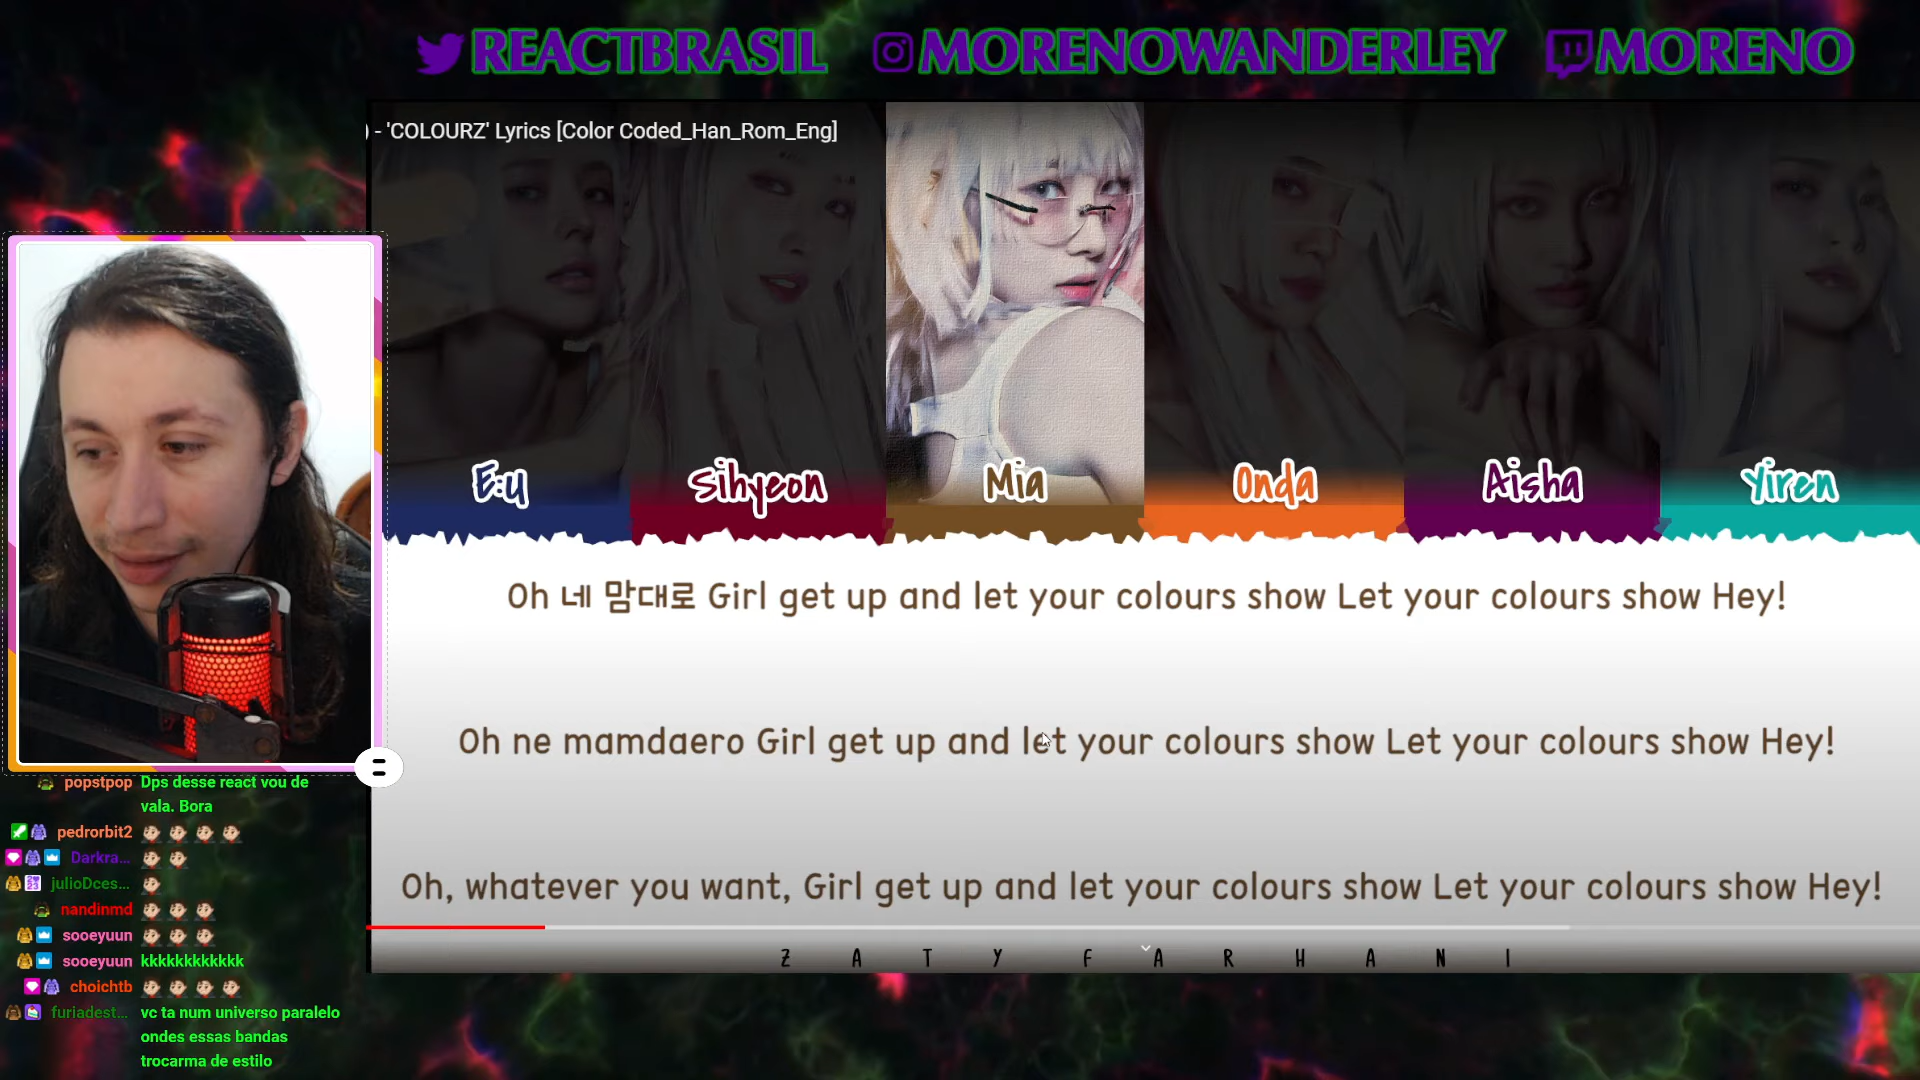 REACTBRASIL MORENOWANDERLEY MORENO
) - 'COLOURZ' Lyrics [Color Coded_Han_Rom_Eng]
E:U Sihyeon Mia Onda Aisha Yiren
Oh 네 맘대로 Girl get up and let your colours show Let your colours show Hey!
Oh ne mamdaero Girl get up and let your colours show Let your colours show Hey!
Oh, whatever you want, Girl get up and let your colours show Let your colours show Hey!
Z A T Y F A R H A N I
popstpop Dps desse react vou de
vala. Bora
pedrorbit2
Darkra...
julioDces...
nandinmd
sooeyuun
sooeyuun kkkkkkkkkkkk
choichtb
furiadest... vc ta num universo paralelo
ondes essas bandas
trocarma de estilo